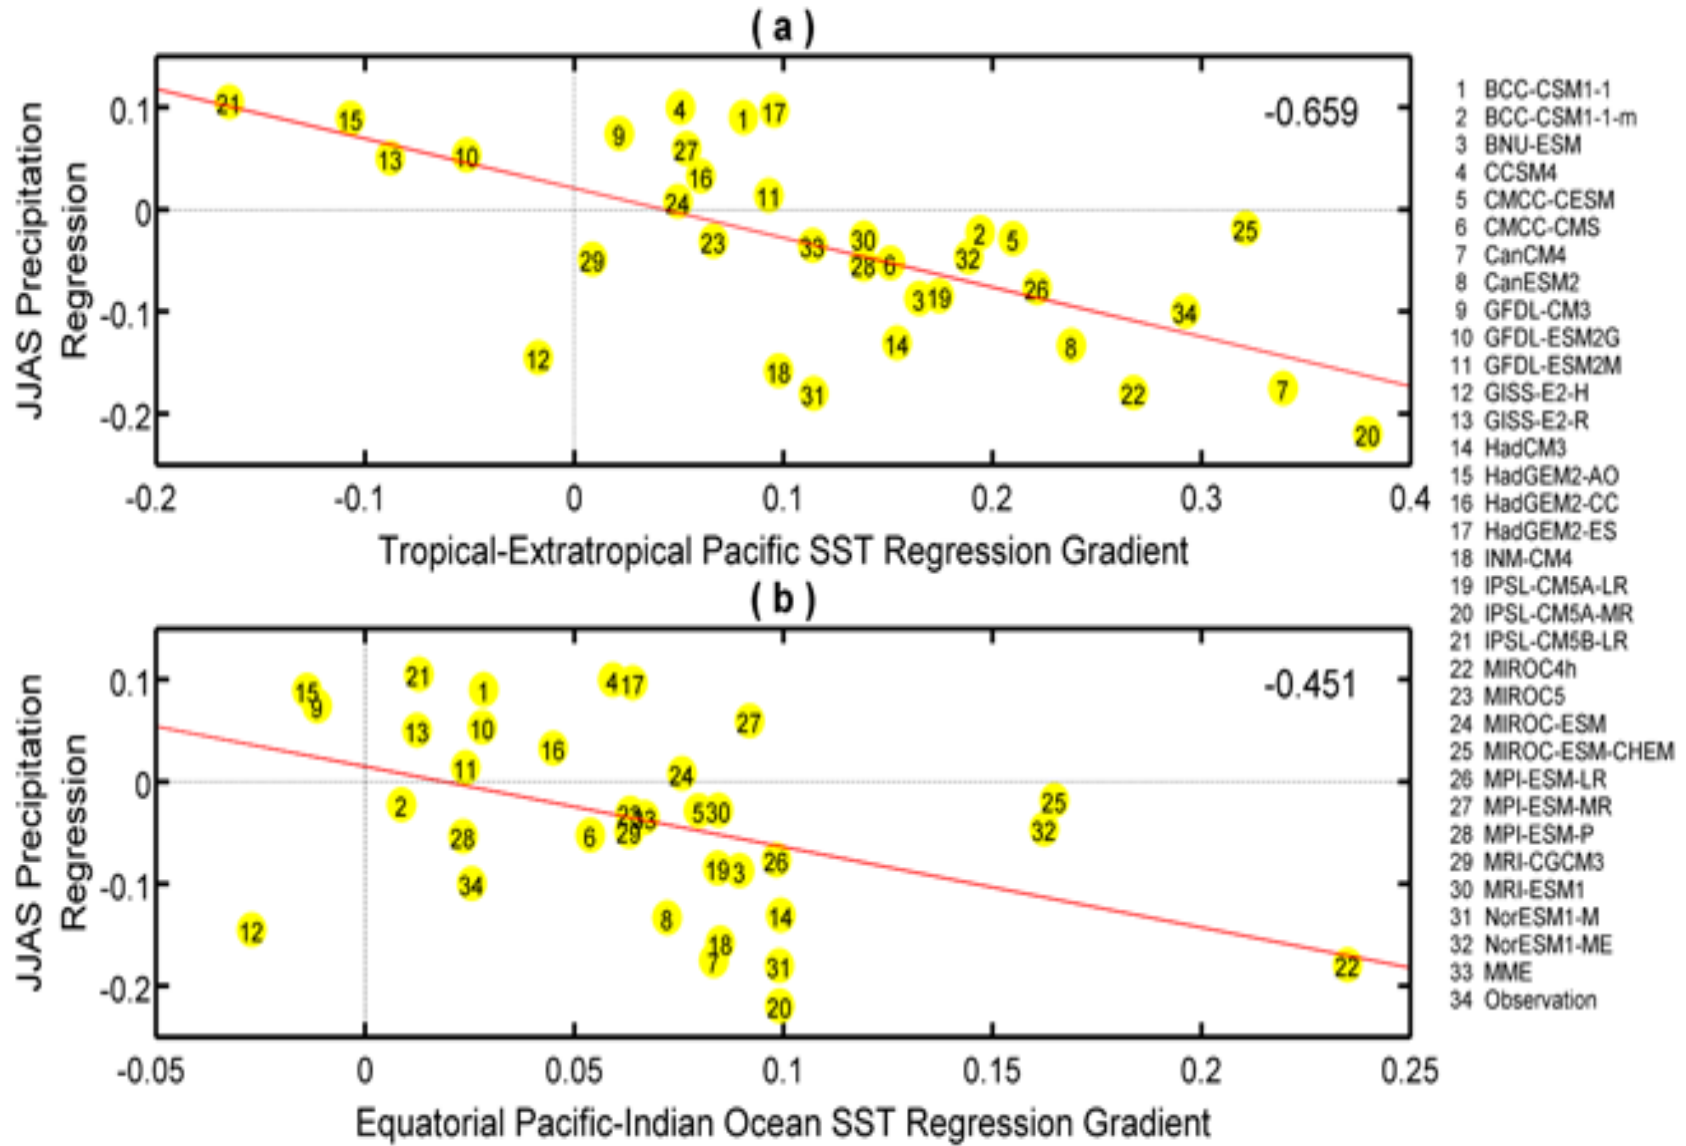 ( a )
JJAS Precipitation
Regression
0.1
0
-0.1
-0.2
-0.659
21
15
13
10
9
4
1
17
27
16
24
11
23
29
12
33
30
28
6
2
5
32
3
19
14
18
31
26
8
22
25
34
7
20
-0.2
-0.1
0
0.1
0.2
0.3
0.4
Tropical-Extratropical Pacific SST Regression Gradient
( b )
JJAS Precipitation
Regression
0.1
0
-0.1
-0.2
-0.451
15
9
21
13
1
10
11
2
28
34
12
4
17
16
27
24
23
33
29
6
5
30
19
3
26
8
18
7
14
31
20
25
32
22
-0.05
0
0.05
0.1
0.15
0.2
0.25
Equatorial Pacific-Indian Ocean SST Regression Gradient
1 BCC-CSM1-1
2 BCC-CSM1-1-m
3 BNU-ESM
4 CCSM4
5 CMCC-CESM
6 CMCC-CMS
7 CanCM4
8 CanESM2
9 GFDL-CM3
10 GFDL-ESM2G
11 GFDL-ESM2M
12 GISS-E2-H
13 GISS-E2-R
14 HadCM3
15 HadGEM2-AO
16 HadGEM2-CC
17 HadGEM2-ES
18 INM-CM4
19 IPSL-CM5A-LR
20 IPSL-CM5A-MR
21 IPSL-CM5B-LR
22 MIROC4h
23 MIROC5
24 MIROC-ESM
25 MIROC-ESM-CHEM
26 MPI-ESM-LR
27 MPI-ESM-MR
28 MPI-ESM-P
29 MRI-CGCM3
30 MRI-ESM1
31 NorESM1-M
32 NorESM1-ME
33 MME
34 Observation